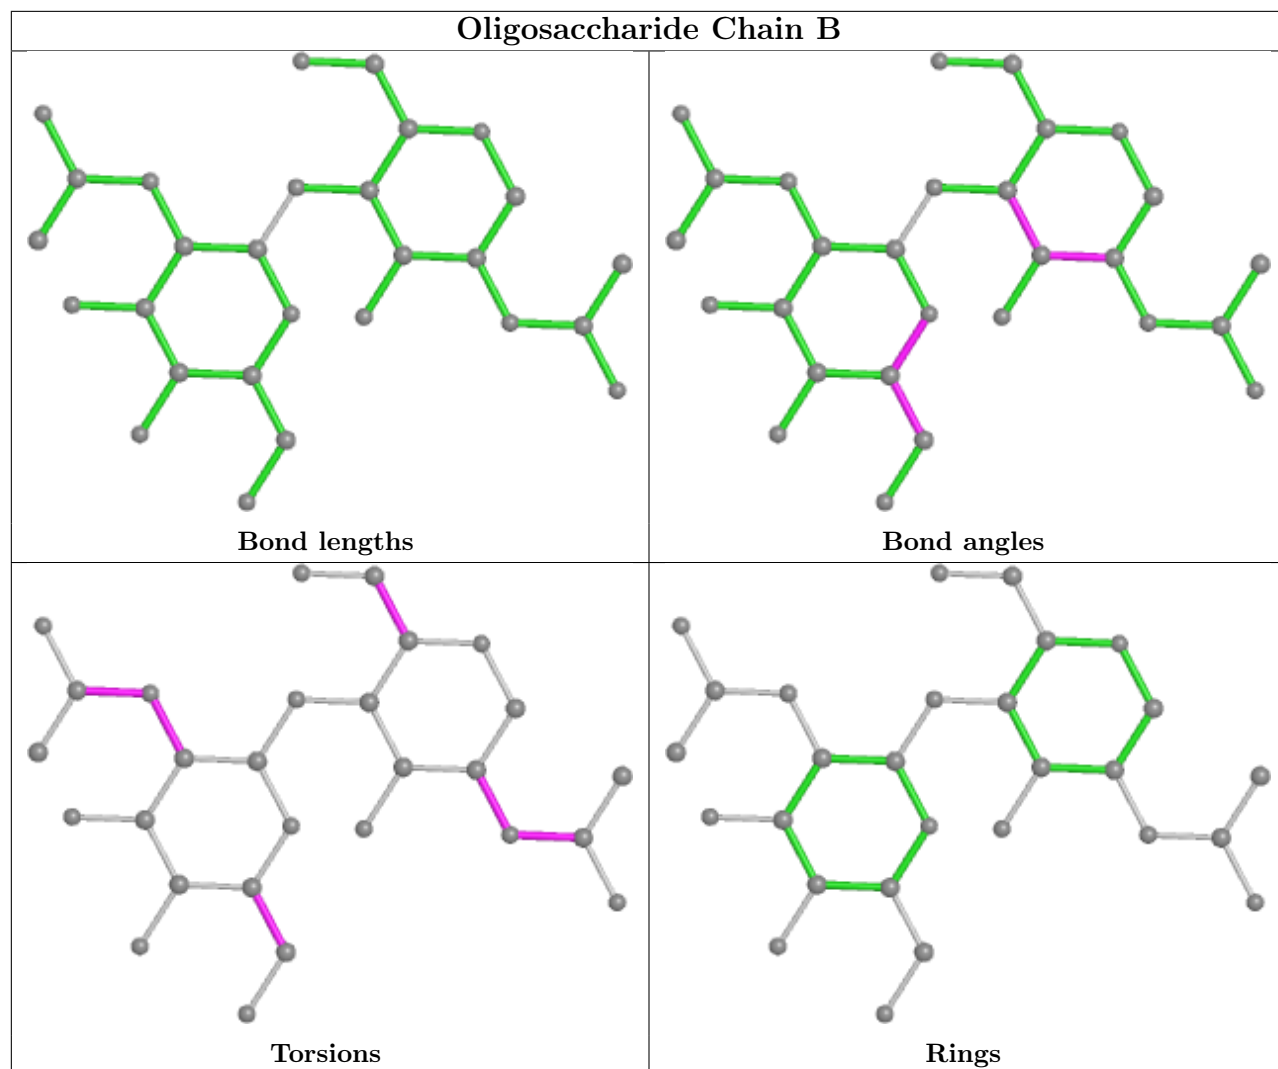 Oligosaccharide Chain B
Bond lengths
Bond angles
Torsions
Rings